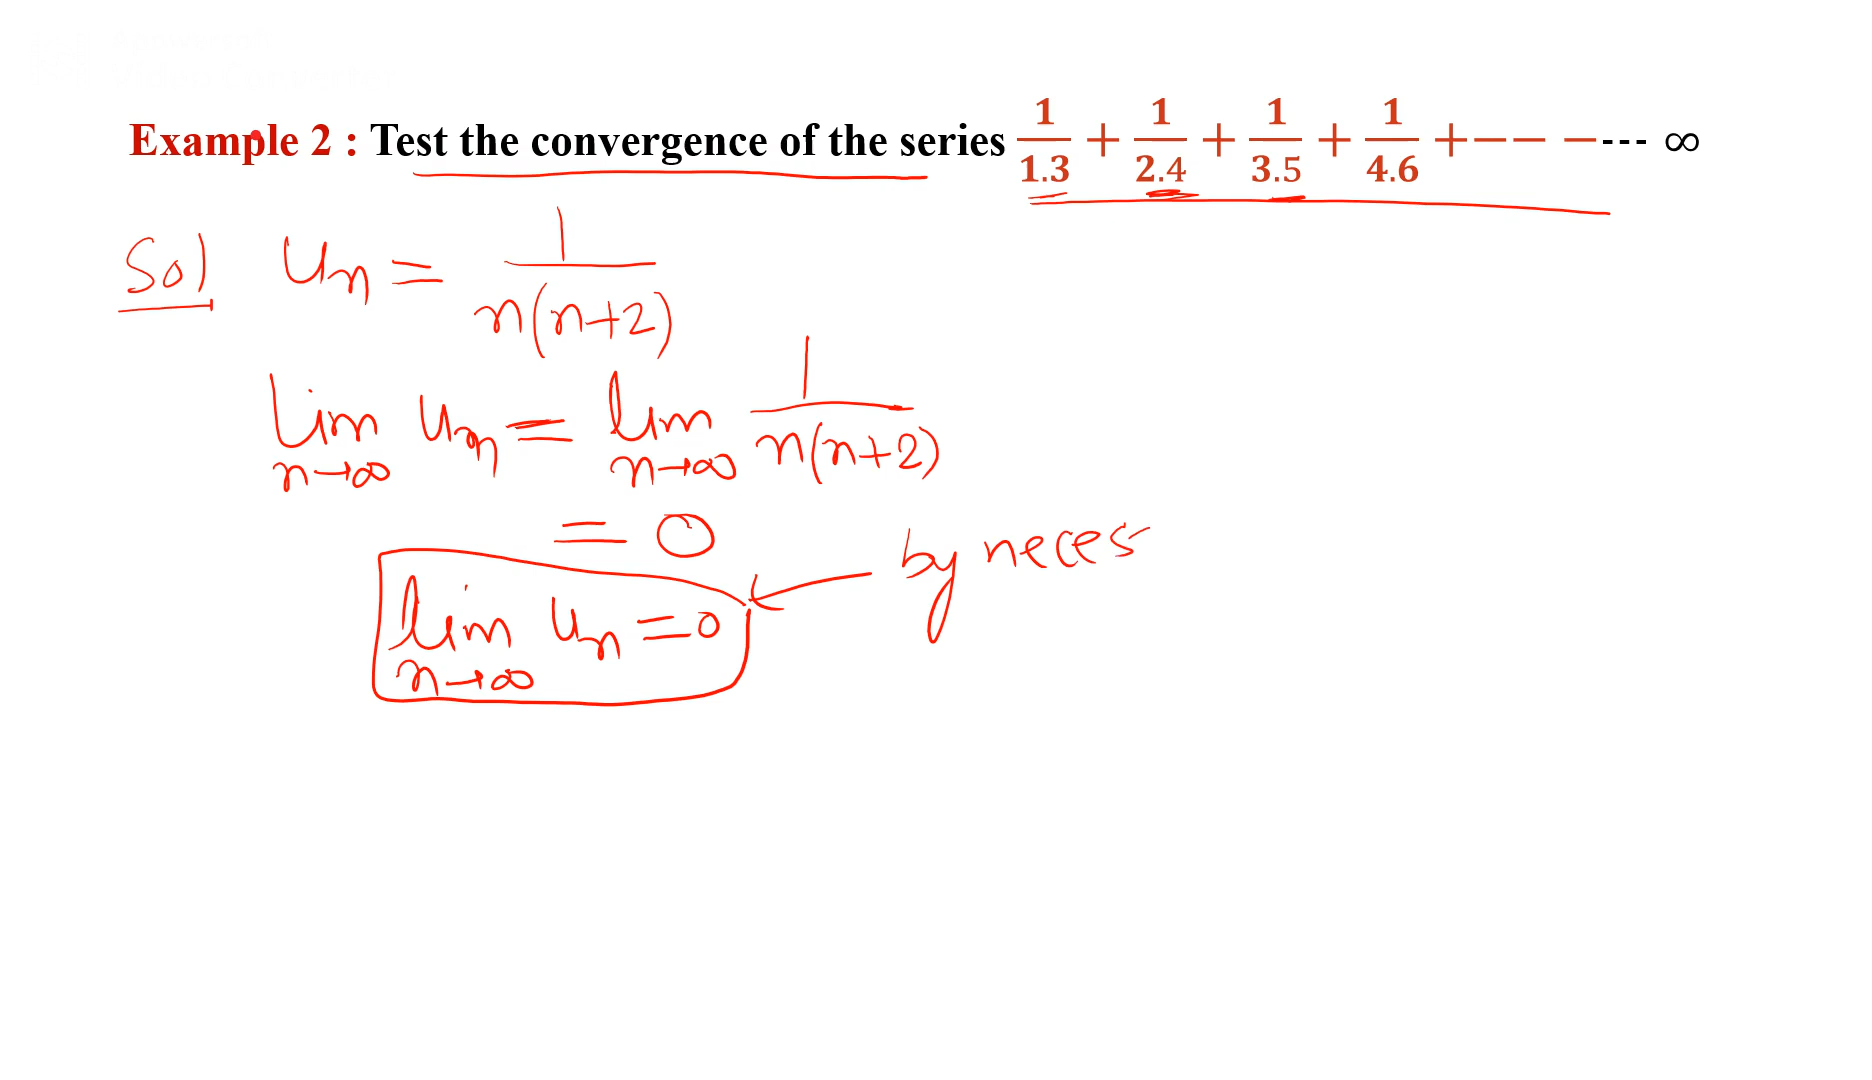 Example 2 : Test the convergence of the series 1/1.3 + 1/2.4 + 1/3.5 + 1/4.6 + − − − --- ∞
Sol uₙ = 1/n(n+2)
lim n→∞ uₙ = lim n→∞ 1/n(n+2)
= 0
by neces
lim n→∞ uₙ = 0